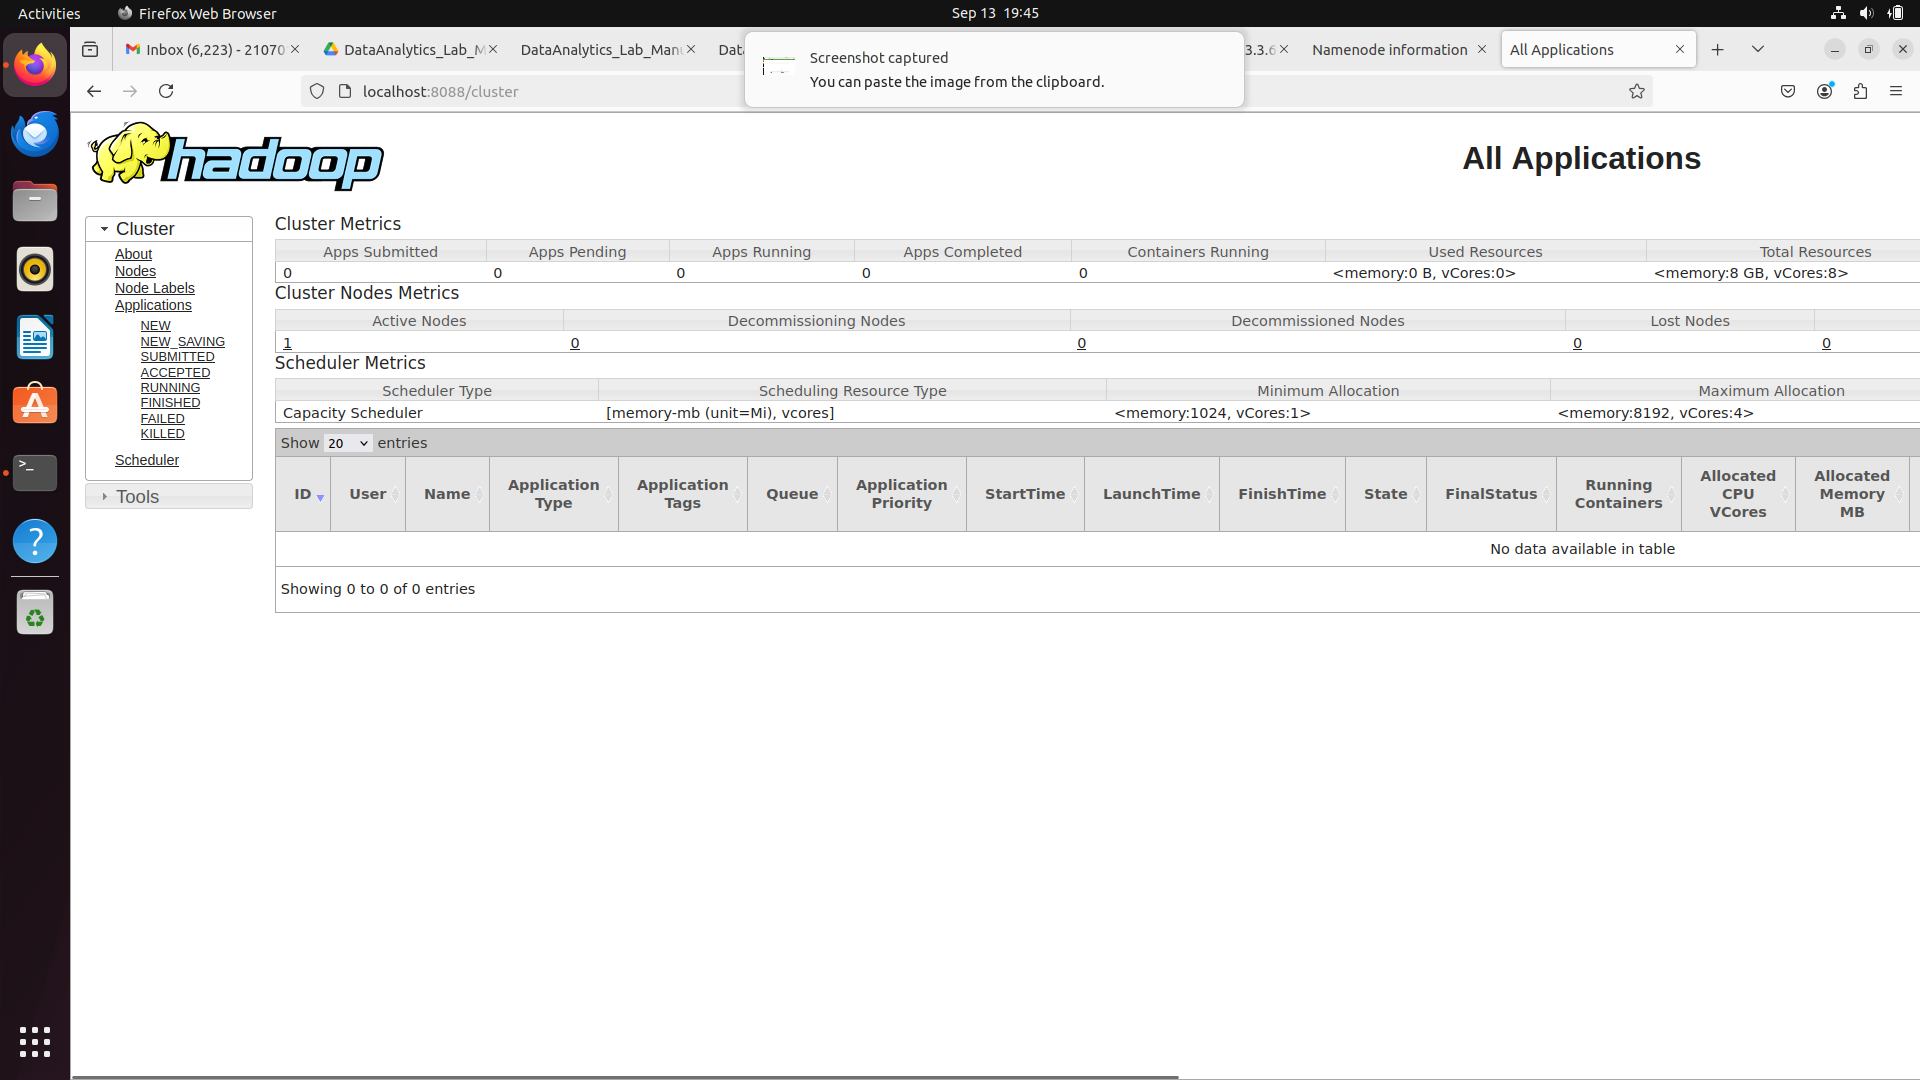 Activities Firefox Web Browser Sep 13 19:45
Inbox (6,223) - 21070 DataAnalytics_Lab_M DataAnalytics_Lab_Manu Dat 3.3.6 Namenode information All Applications
Screenshot captured
You can paste the image from the clipboard.
localhost:8088/cluster
hadoop
All Applications
Cluster
About
Nodes
Node Labels
Applications
NEW
NEW_SAVING
SUBMITTED
ACCEPTED
RUNNING
FINISHED
FAILED
KILLED
Scheduler
Tools
Cluster Metrics
Apps Submitted Apps Pending Apps Running Apps Completed Containers Running Used Resources Total Resources
0 0 0 0 0 <memory:0 B, vCores:0> <memory:8 GB, vCores:8>
Cluster Nodes Metrics
Active Nodes Decommissioning Nodes Decommissioned Nodes Lost Nodes
1 0 0 0 0
Scheduler Metrics
Scheduler Type Scheduling Resource Type Minimum Allocation Maximum Allocation
Capacity Scheduler [memory-mb (unit=Mi), vcores] <memory:1024, vCores:1> <memory:8192, vCores:4>
Show 20 entries
ID User Name Application Type Application Tags Queue Application Priority StartTime LaunchTime FinishTime State FinalStatus Running Containers Allocated CPU VCores Allocated Memory MB
No data available in table
Showing 0 to 0 of 0 entries